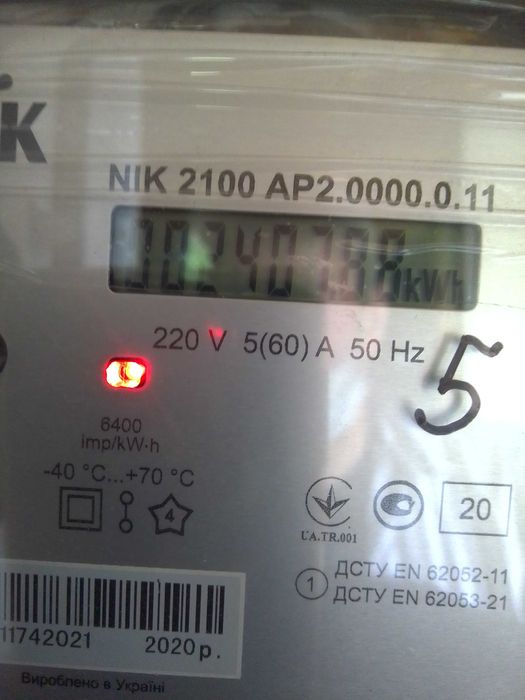 NIK 2100 AP2.0000.0.11
kWh
220 V 5(60) A 50 Hz
5
6400
imp/kW·h
-40 °C...+70 °C
4
UA.TR.001
20
1
ДСТУ EN 62052-11
ДСТУ EN 62053-21
11742021 2020р.
Вироблено в Україні